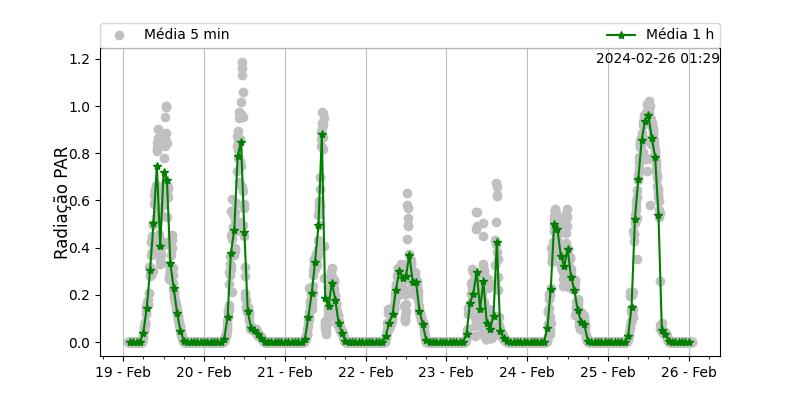 Média 5 min
Média 1 h
2024-02-26 01:29
Radiação PAR
1.2
1.0
0.8
0.6
0.4
0.2
0.0
19 - Feb
20 - Feb
21 - Feb
22 - Feb
23 - Feb
24 - Feb
25 - Feb
26 - Feb